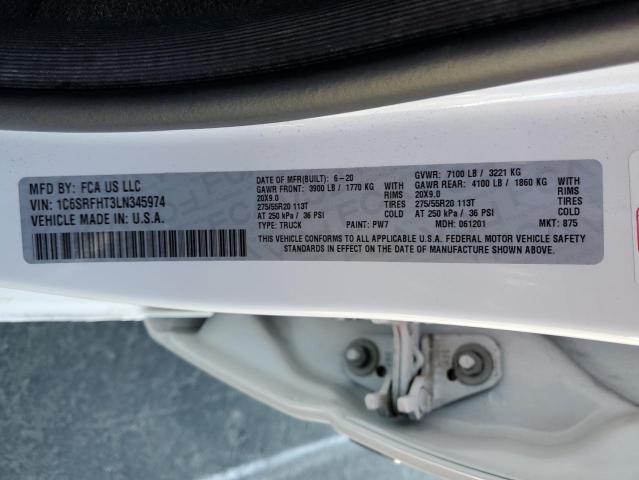 MFD BY: FCA US LLC
VIN: 1C6SRFHT3LN345974
VEHICLE MADE IN U.S.A.
DATE OF MFR(BUILT): 6-20 GVWR: 7100 LB / 3221 KG
GAWR FRONT: 3900 LB / 1770 KG WITH GAWR REAR: 4100 LB / 1860 KG WITH
20X9.0 RIMS 20X9.0 RIMS
275/55R20 113T TIRES 275/55R20 113T TIRES
AT 250 kPa / 36 PSI COLD AT 250 kPa / 36 PSI COLD
TYPE: TRUCK PAINT: PW7 MDH: 061201 MKT: 875
THIS VEHICLE CONFORMS TO ALL APPLICABLE U.S.A. FEDERAL MOTOR VEHICLE SAFETY
STANDARDS IN EFFECT ON THE DATE OF MANUFACTURE SHOWN ABOVE